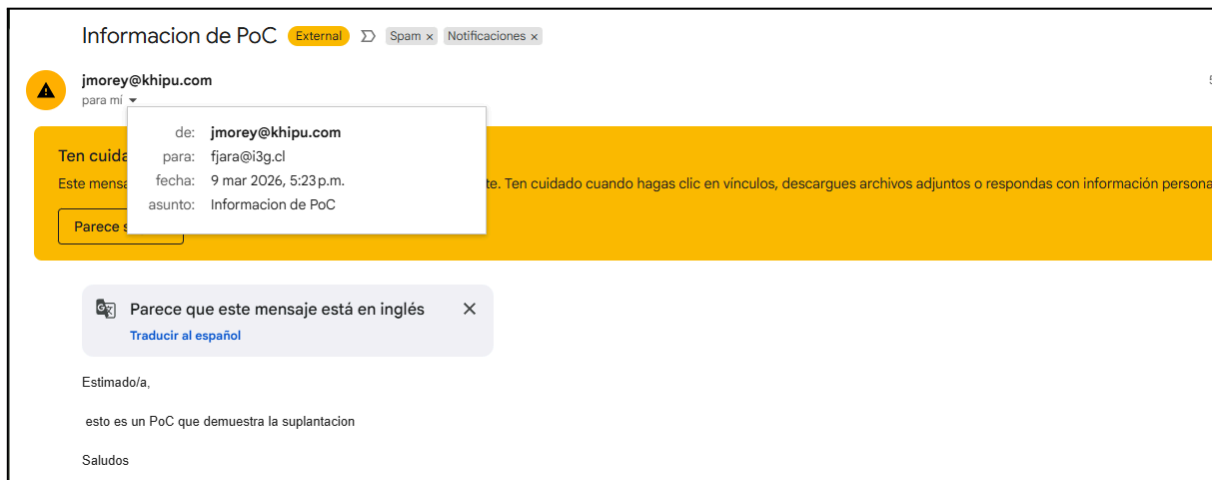 Informacion de PoC External Spam × Notificaciones ×
jmorey@khipu.com
para mí
de: jmorey@khipu.com
para: fjara@i3g.cl
fecha: 9 mar 2026, 5:23 p.m.
asunto: Informacion de PoC
Ten cuida
Este mensa te. Ten cuidado cuando hagas clic en vínculos, descargues archivos adjuntos o respondas con información persona
Parece s
Parece que este mensaje está en inglés
Traducir al español
Estimado/a,
esto es un PoC que demuestra la suplantacion
Saludos